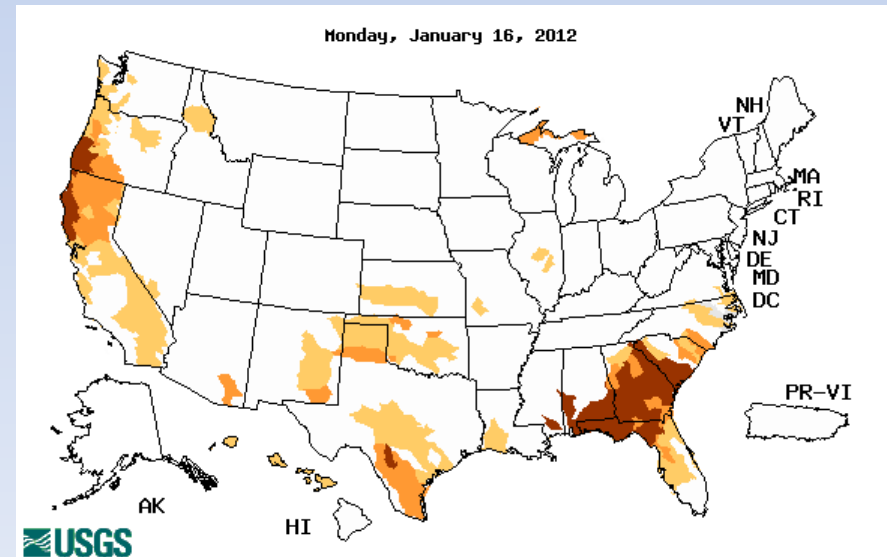 Monday, January 16, 2012
NH
VT
MA
RI
CT
NJ
DE
MD
DC
PR-VI
AK
HI
USGS